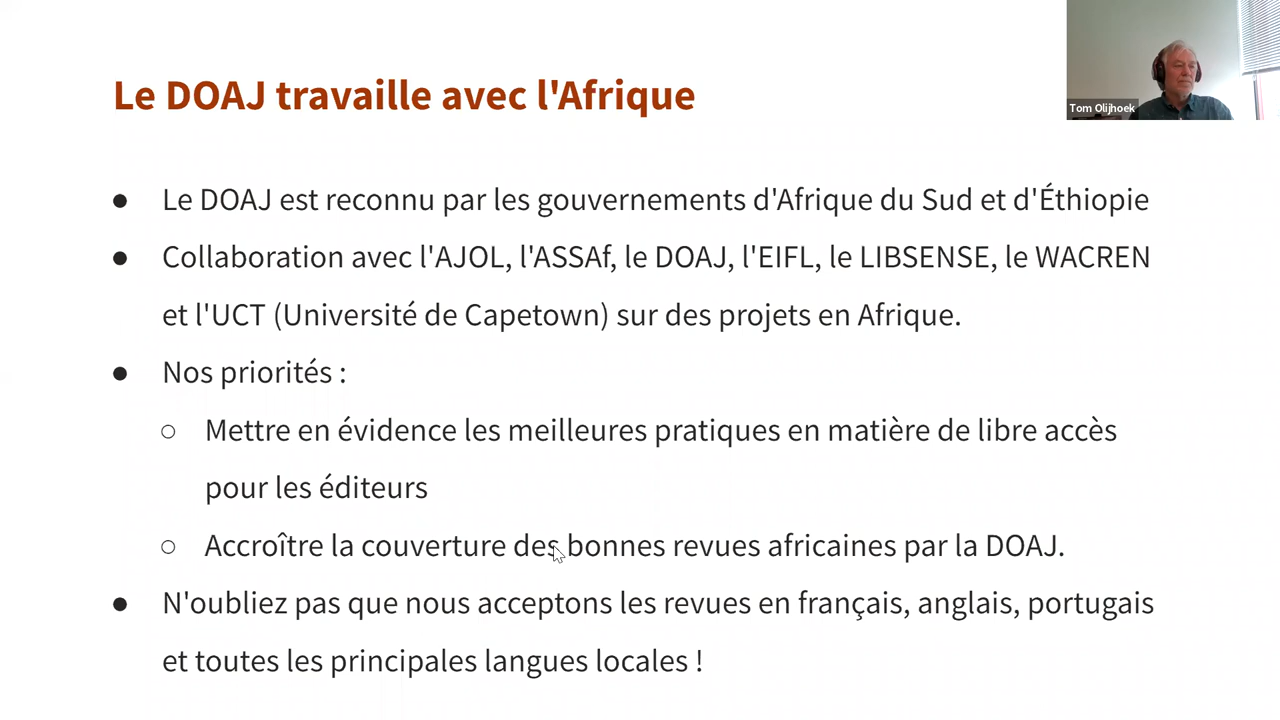 Le DOAJ travaille avec l'Afrique
Tom Olijhoek
● Le DOAJ est reconnu par les gouvernements d'Afrique du Sud et d'Éthiopie
● Collaboration avec l'AJOL, l'ASSAf, le DOAJ, l'EIFL, le LIBSENSE, le WACREN
et l'UCT (Université de Capetown) sur des projets en Afrique.
● Nos priorités :
○ Mettre en évidence les meilleures pratiques en matière de libre accès
pour les éditeurs
○ Accroître la couverture des bonnes revues africaines par la DOAJ.
● N'oubliez pas que nous acceptons les revues en français, anglais, portugais
et toutes les principales langues locales !